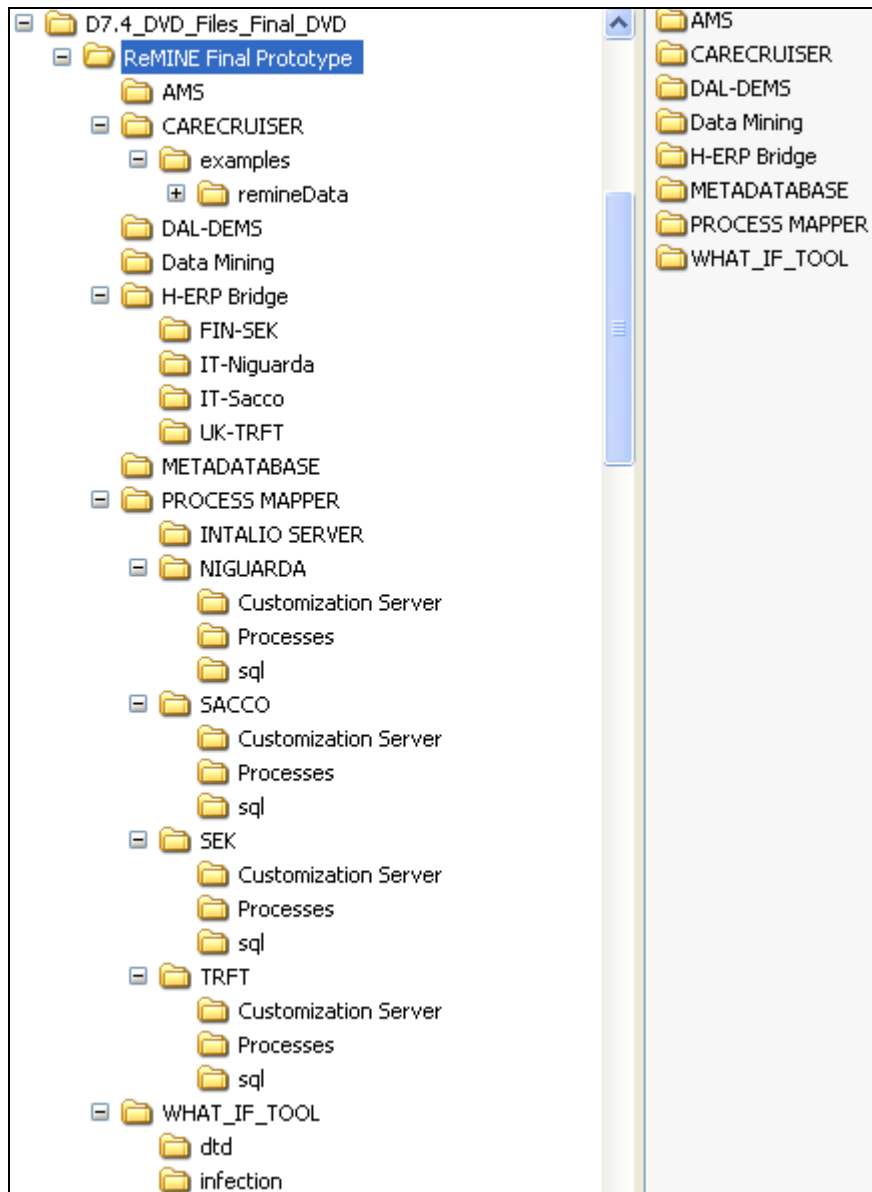 D7.4_DVD_Files_Final_DVD
ReMINE Final Prototype
AMS
CARECRUISER
examples
remineData
DAL-DEMS
Data Mining
H-ERP Bridge
FIN-SEK
IT-Niguarda
IT-Sacco
UK-TRFT
METADATABASE
PROCESS MAPPER
INTALIO SERVER
NIGUARDA
Customization Server
Processes
sql
SACCO
Customization Server
Processes
sql
SEK
Customization Server
Processes
sql
TRFT
Customization Server
Processes
sql
WHAT_IF_TOOL
dtd
infection
AMS
CARECRUISER
DAL-DEMS
Data Mining
H-ERP Bridge
METADATABASE
PROCESS MAPPER
WHAT_IF_TOOL